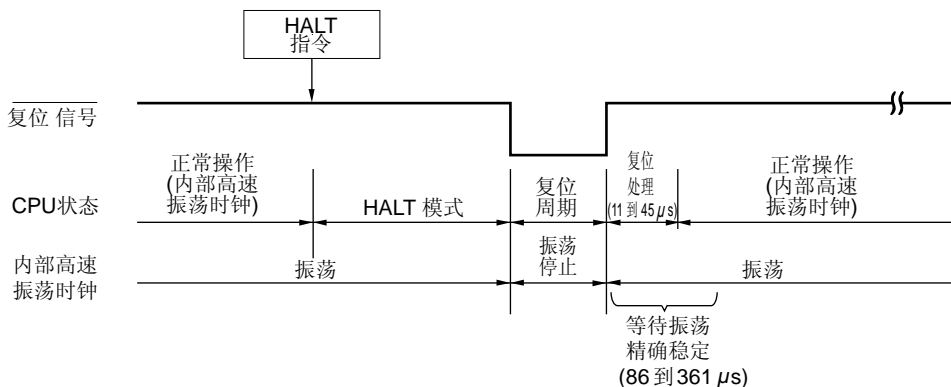 HALT
指令
复位 信号
正常操作
(内部高速
振荡时钟)
复位
周期
复位
处理
(11 到 45 µs)
正常操作
(内部高速
振荡时钟)
CPU状态
HALT 模式
内部高速
振荡时钟
振荡
振荡
停止
振荡
等待振荡
精确稳定
(86 到 361 µs)